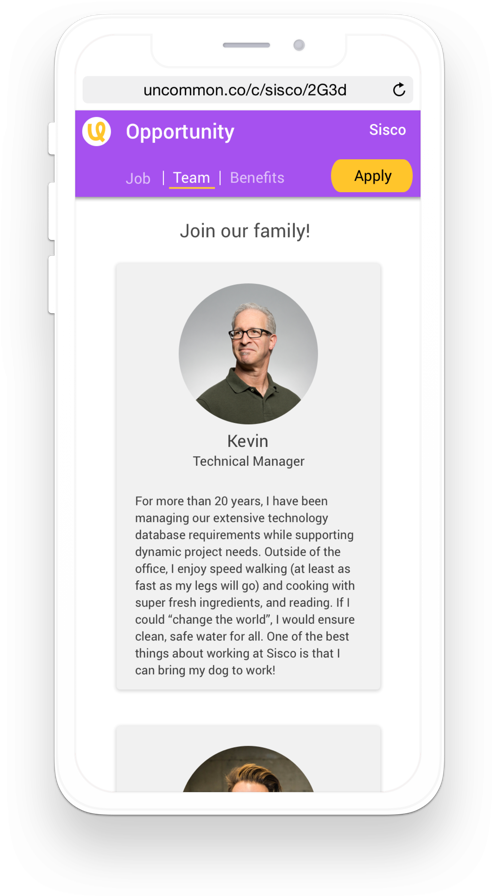 uncommon.co/c/sisco/2G3d
Opportunity
Sisco
Job | Team | Benefits
Apply
Join our family!
Kevin
Technical Manager
For more than 20 years, I have been
managing our extensive technology
database requirements while supporting
dynamic project needs. Outside of the
office, I enjoy speed walking (at least as
fast as my legs will go) and cooking with
super fresh ingredients, and reading. If I
could “change the world”, I would ensure
clean, safe water for all. One of the best
things about working at Sisco is that I
can bring my dog to work!